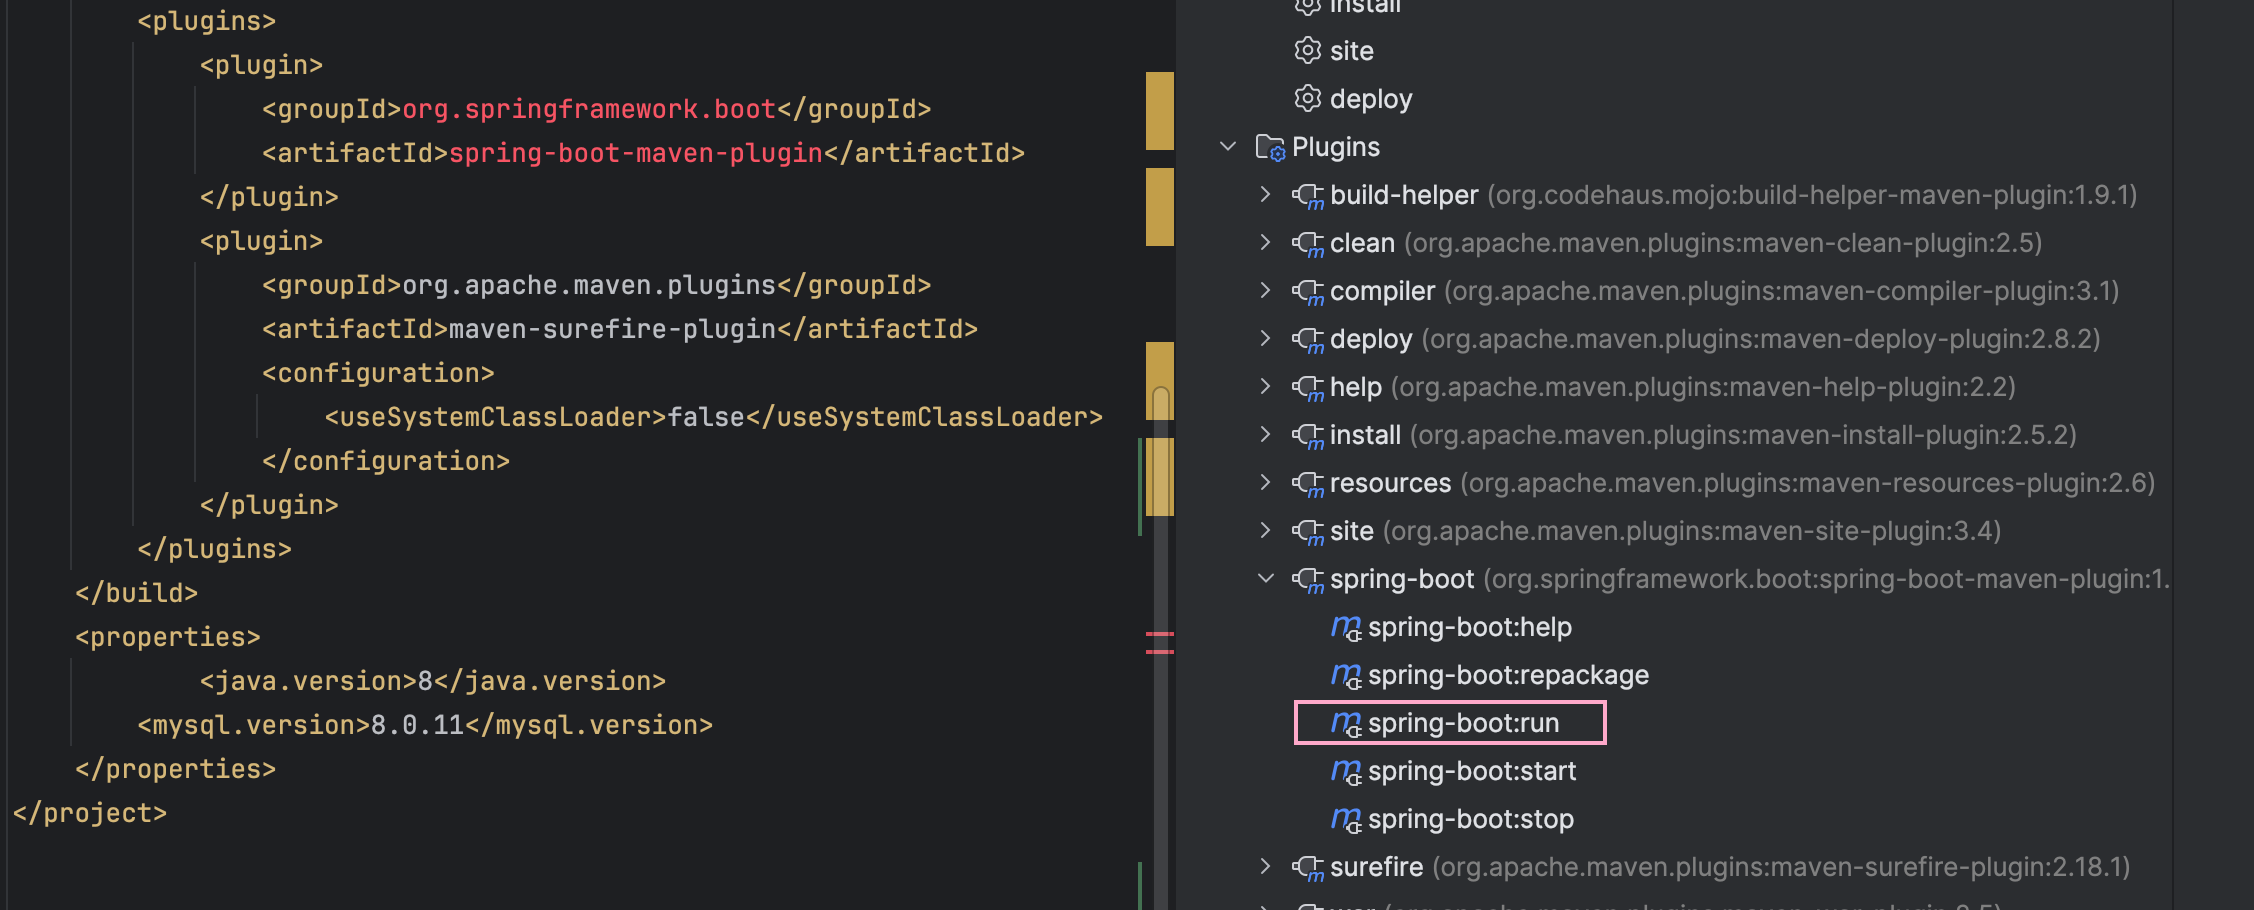 <plugins>
<plugin>
<groupId>org.springframework.boot</groupId>
<artifactId>spring-boot-maven-plugin</artifactId>
</plugin>
<plugin>
<groupId>org.apache.maven.plugins</groupId>
<artifactId>maven-surefire-plugin</artifactId>
<configuration>
<useSystemClassLoader>false</useSystemClassLoader>
</configuration>
</plugin>
</plugins>
</build>
<properties>
<java.version>8</java.version>
<mysql.version>8.0.11</mysql.version>
</properties>
</project>
install
site
deploy
Plugins
build-helper (org.codehaus.mojo:build-helper-maven-plugin:1.9.1)
clean (org.apache.maven.plugins:maven-clean-plugin:2.5)
compiler (org.apache.maven.plugins:maven-compiler-plugin:3.1)
deploy (org.apache.maven.plugins:maven-deploy-plugin:2.8.2)
help (org.apache.maven.plugins:maven-help-plugin:2.2)
install (org.apache.maven.plugins:maven-install-plugin:2.5.2)
resources (org.apache.maven.plugins:maven-resources-plugin:2.6)
site (org.apache.maven.plugins:maven-site-plugin:3.4)
spring-boot (org.springframework.boot:spring-boot-maven-plugin:1.
spring-boot:help
spring-boot:repackage
spring-boot:run
spring-boot:start
spring-boot:stop
surefire (org.apache.maven.plugins:maven-surefire-plugin:2.18.1)